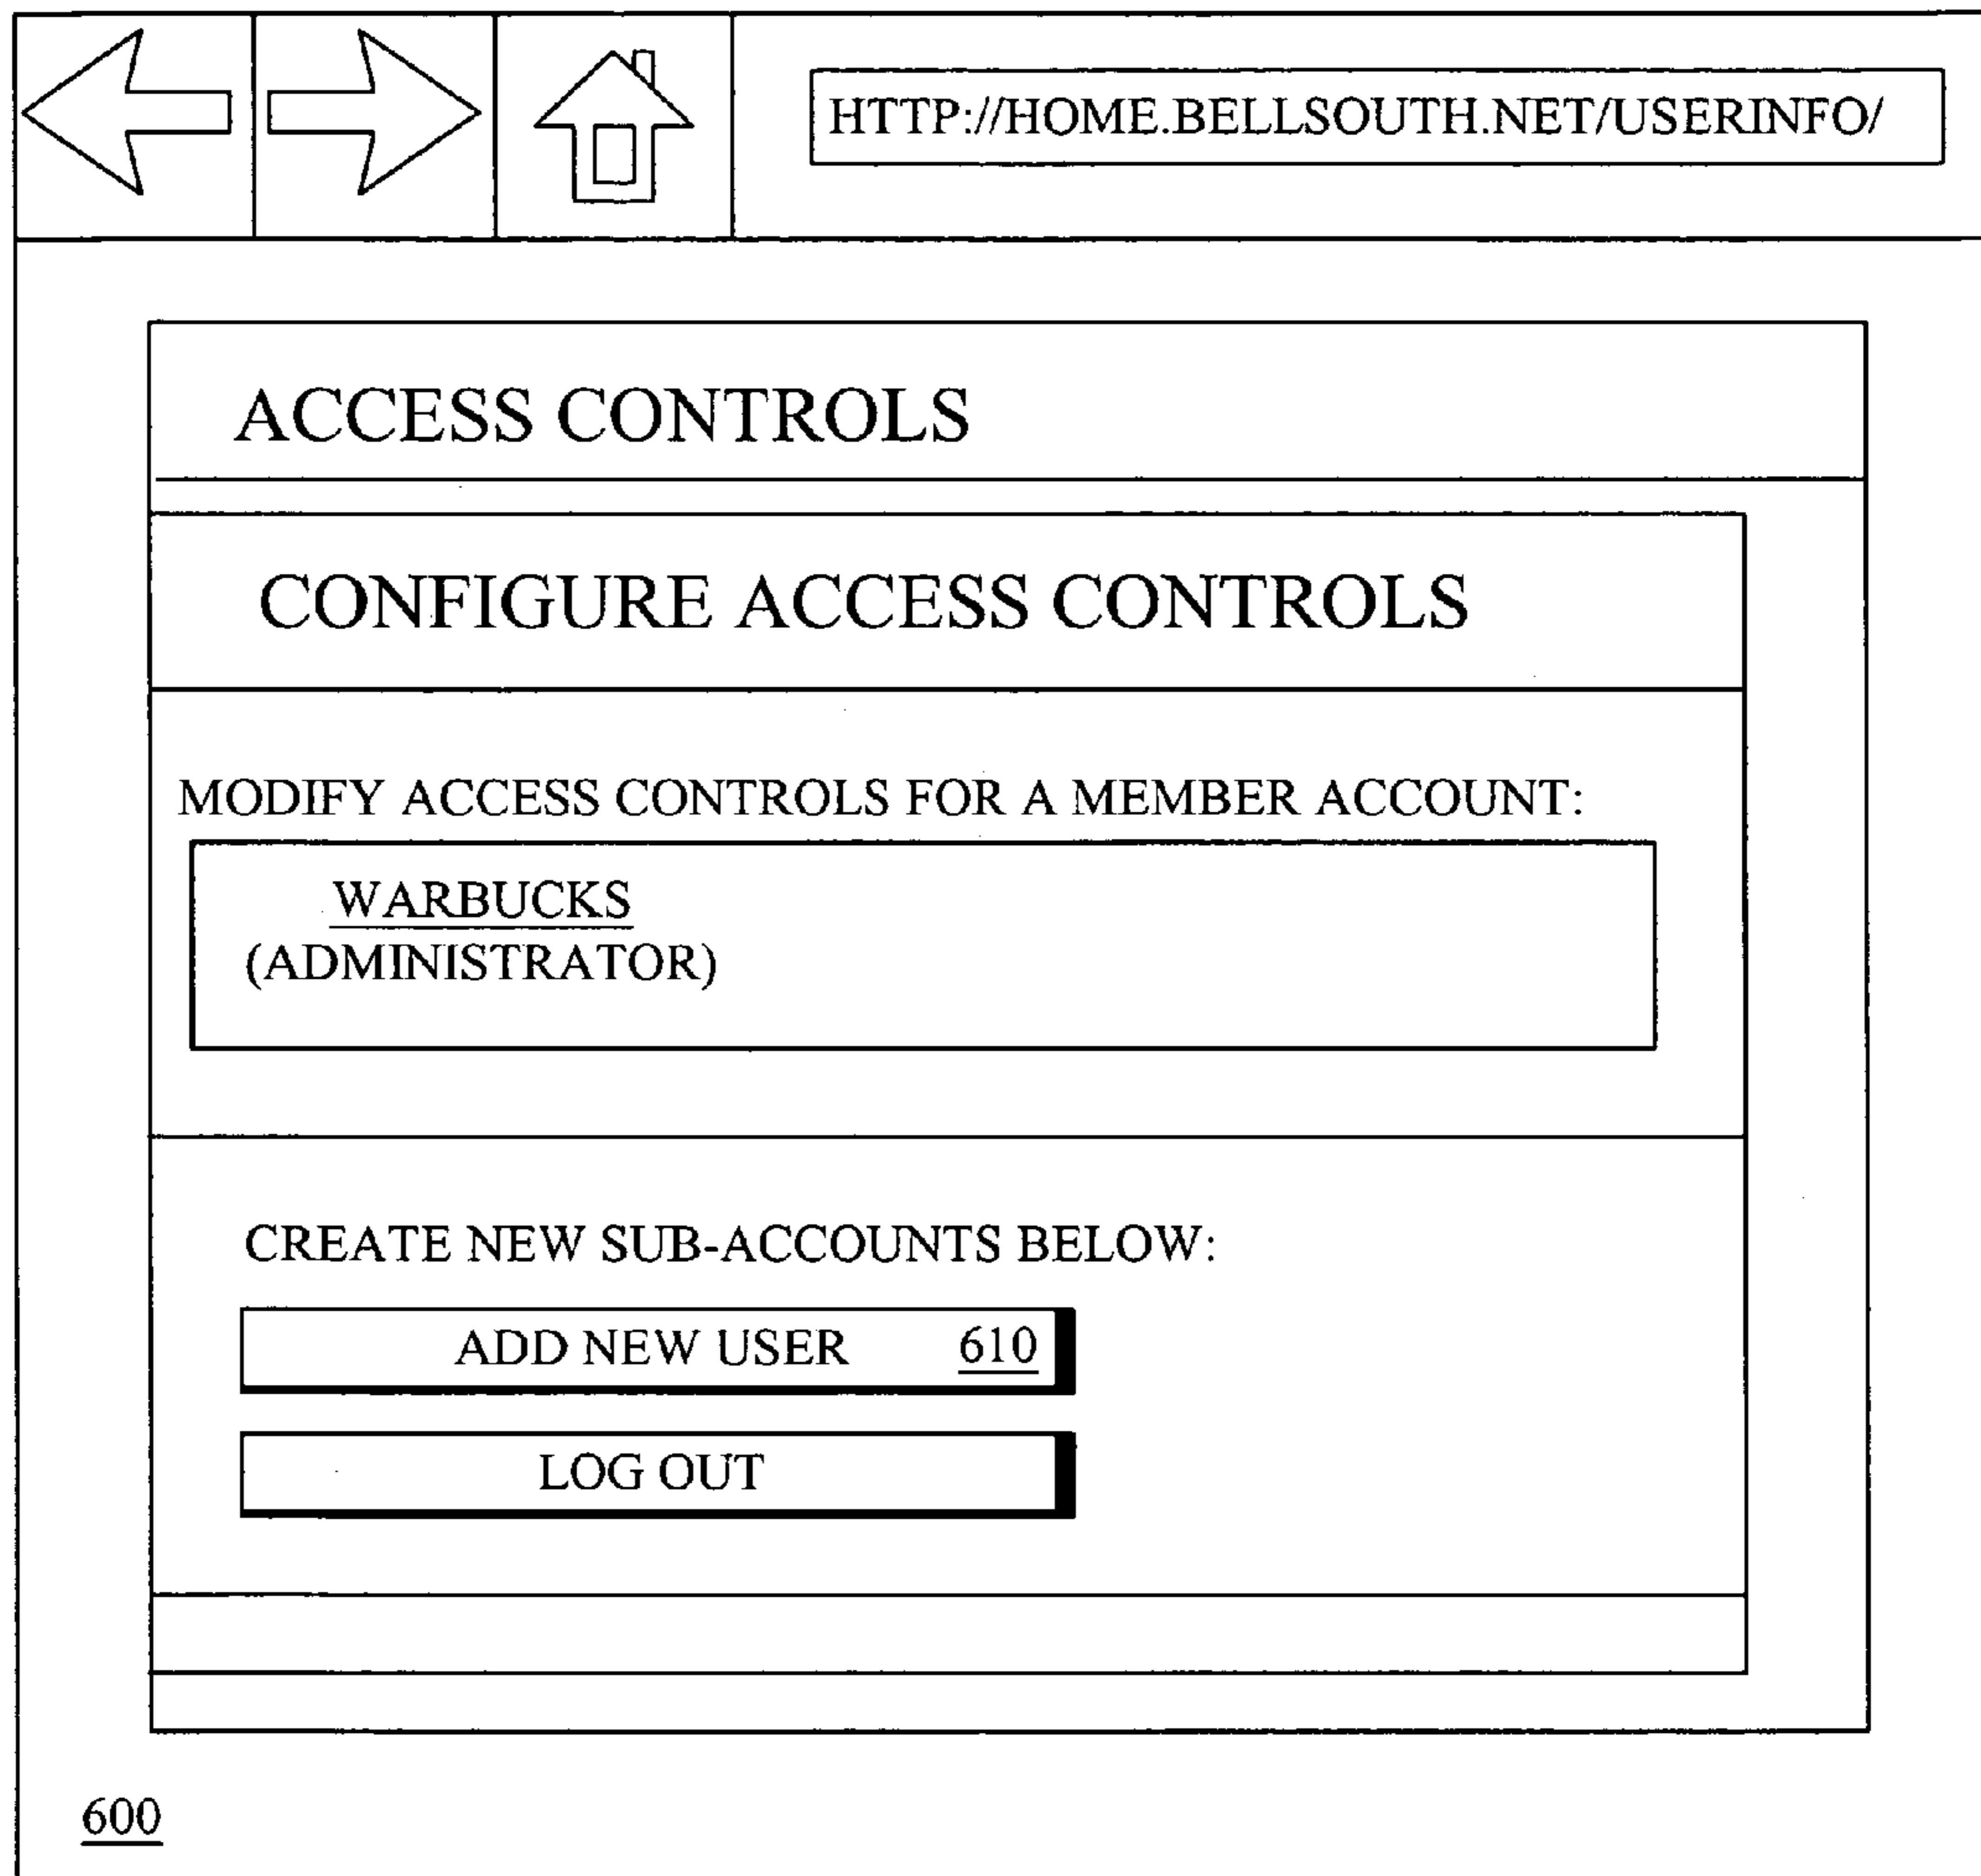 HTTP://HOME.BELLSOUTH.NET/USERINFO/
ACCESS CONTROLS
CONFIGURE ACCESS CONTROLS
MODIFY ACCESS CONTROLS FOR A MEMBER ACCOUNT:
WARBUCKS
(ADMINISTRATOR)
CREATE NEW SUB-ACCOUNTS BELOW:
ADD NEW USER 610
LOG OUT
600